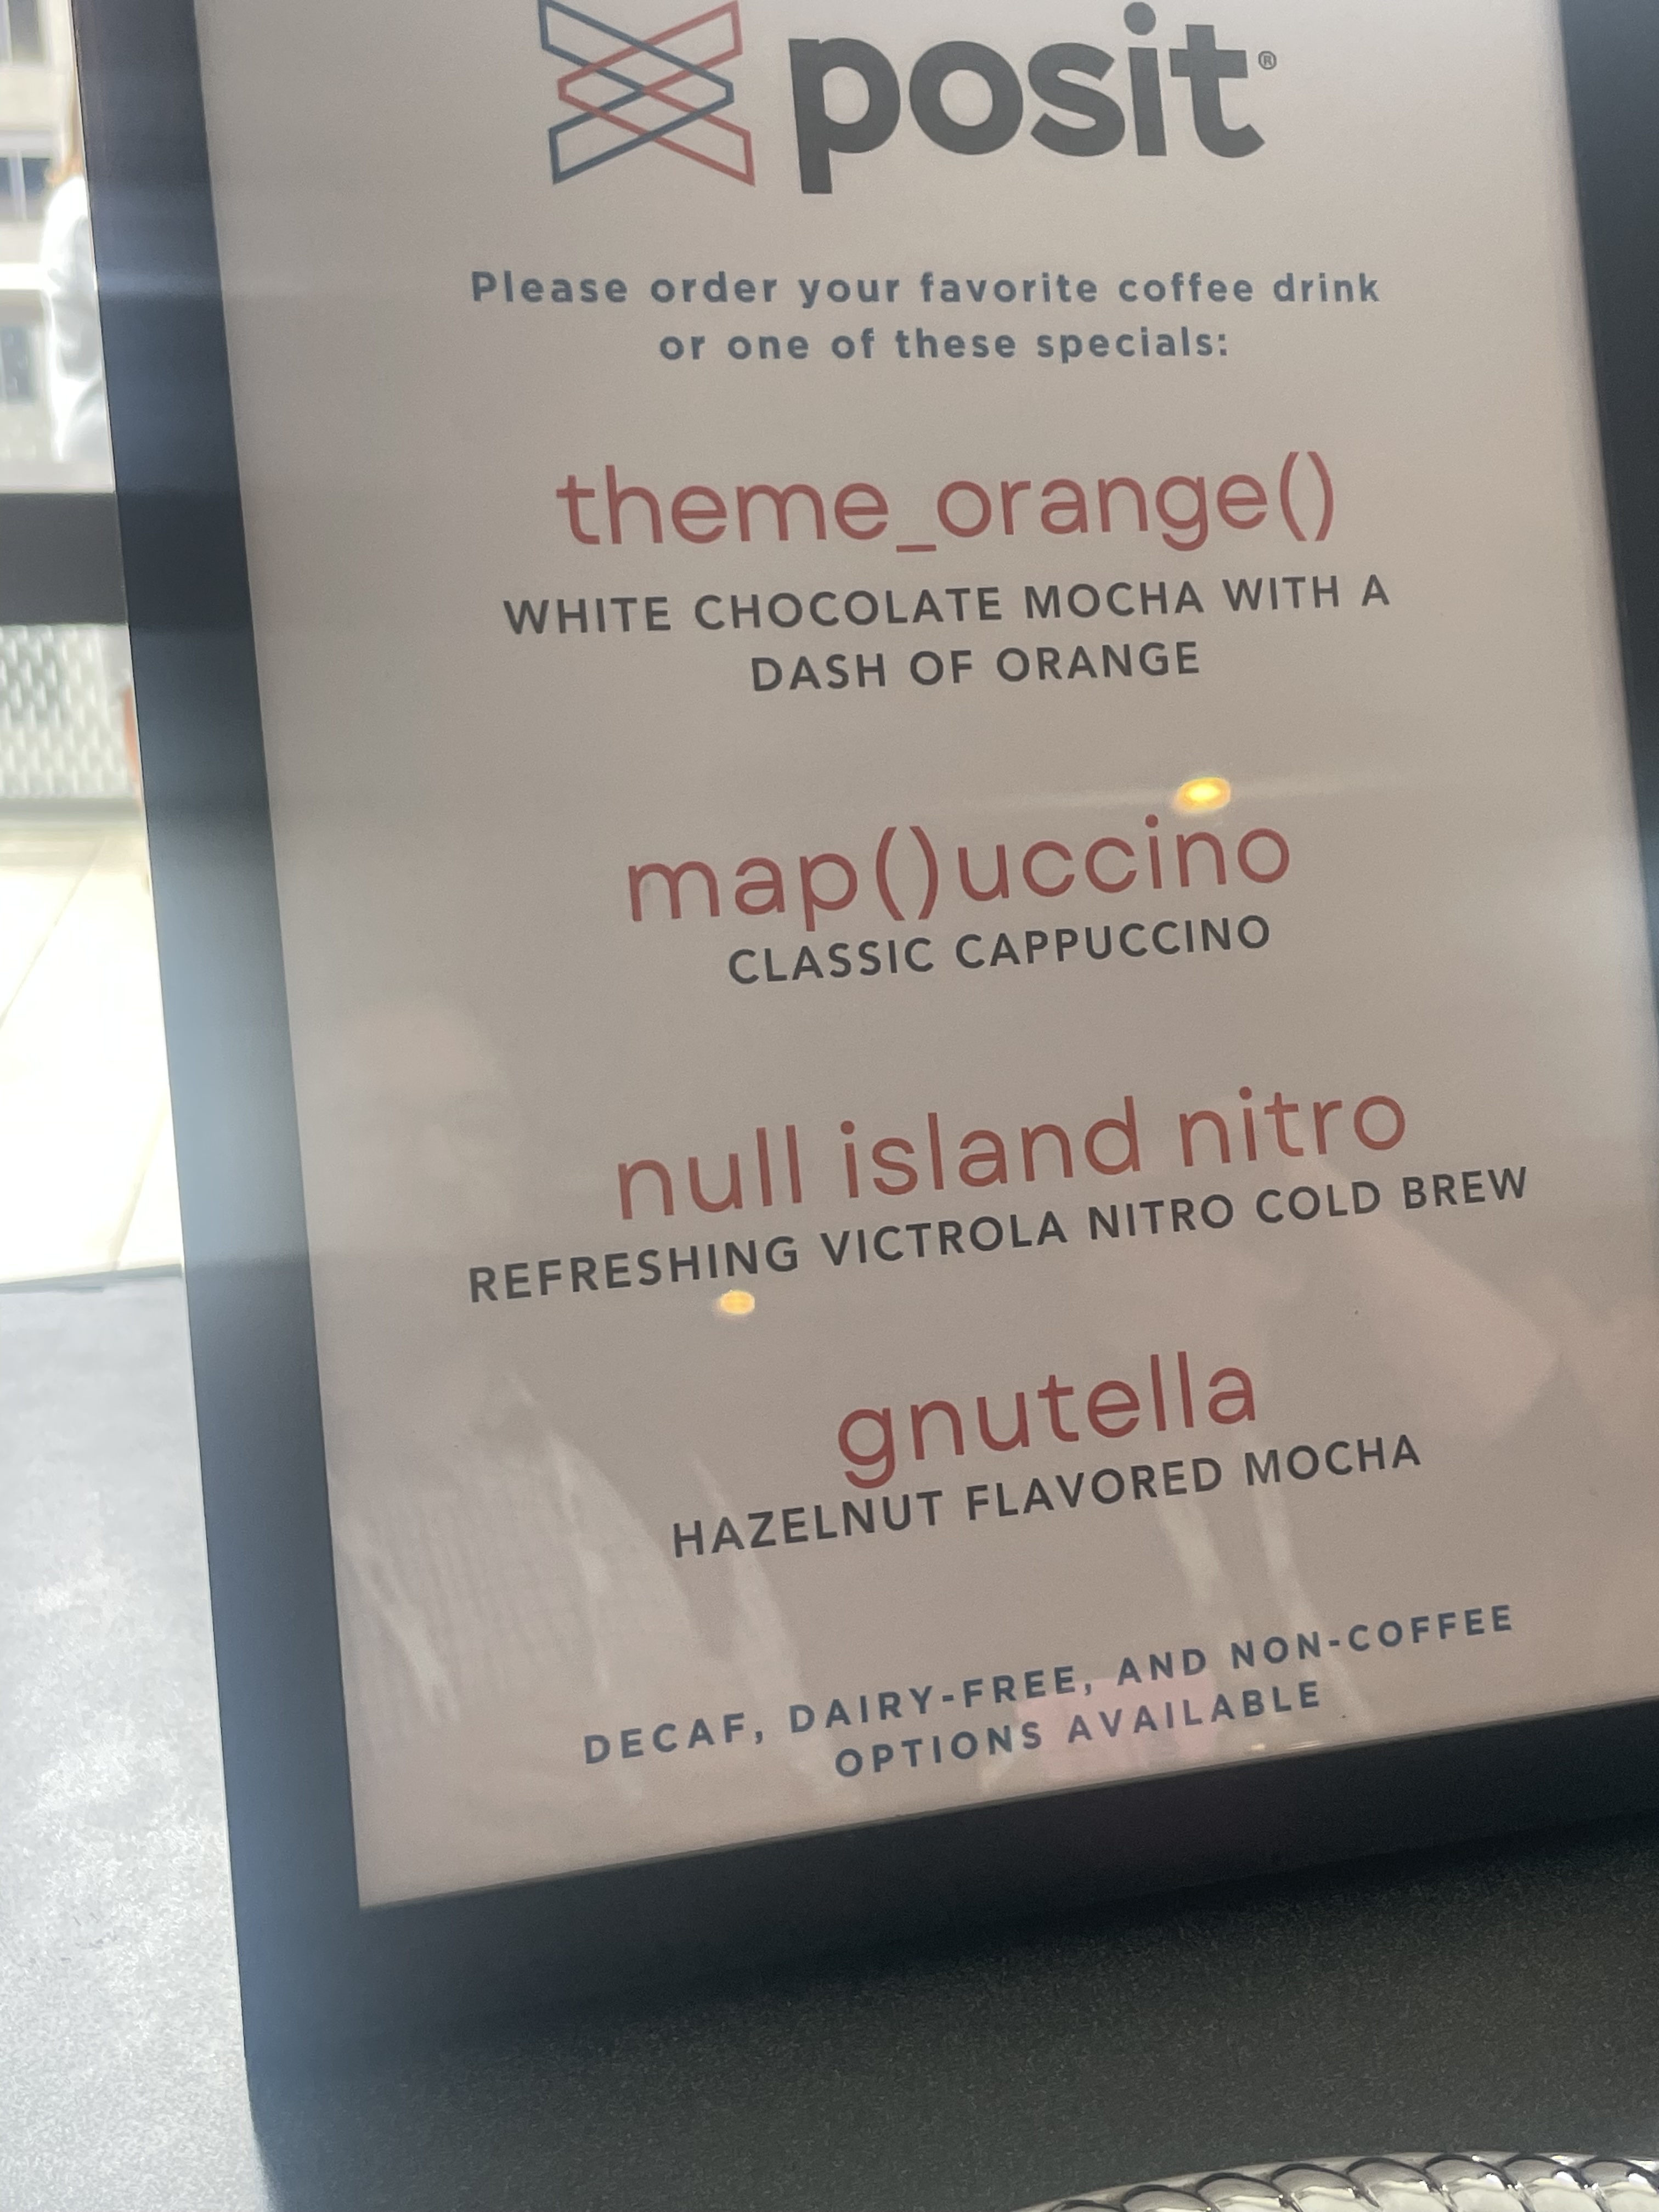 posit®
Please order your favorite coffee drink
or one of these specials:
theme_orange()
WHITE CHOCOLATE MOCHA WITH A
DASH OF ORANGE
map()uccino
CLASSIC CAPPUCCINO
null island nitro
REFRESHING VICTROLA NITRO COLD BREW
gnutella
HAZELNUT FLAVORED MOCHA
DECAF, DAIRY-FREE, AND NON-COFFEE
OPTIONS AVAILABLE